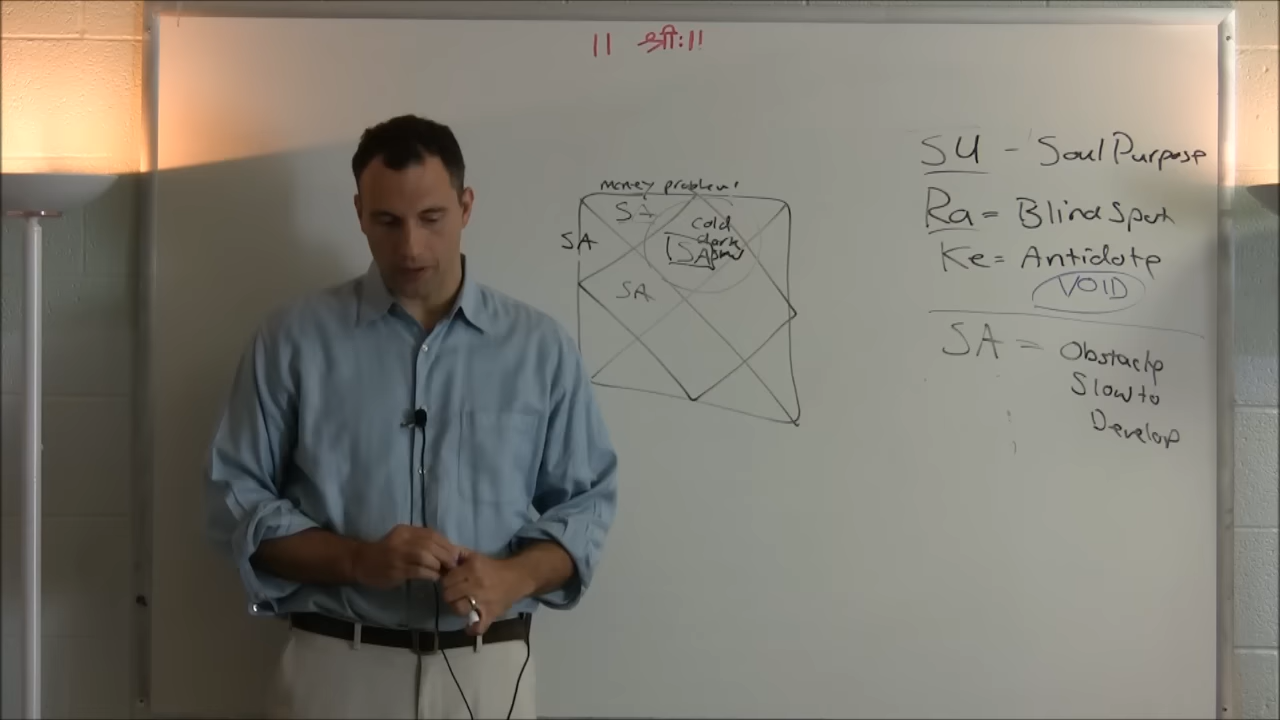 || श्रीः ||
money problem!
SA
SA
cold
dark
SA
SA
SU - Soul Purpose
Ra = Blind Spot
Ke = Antidote
VOID
SA = Obstacle
Slow to
Develop